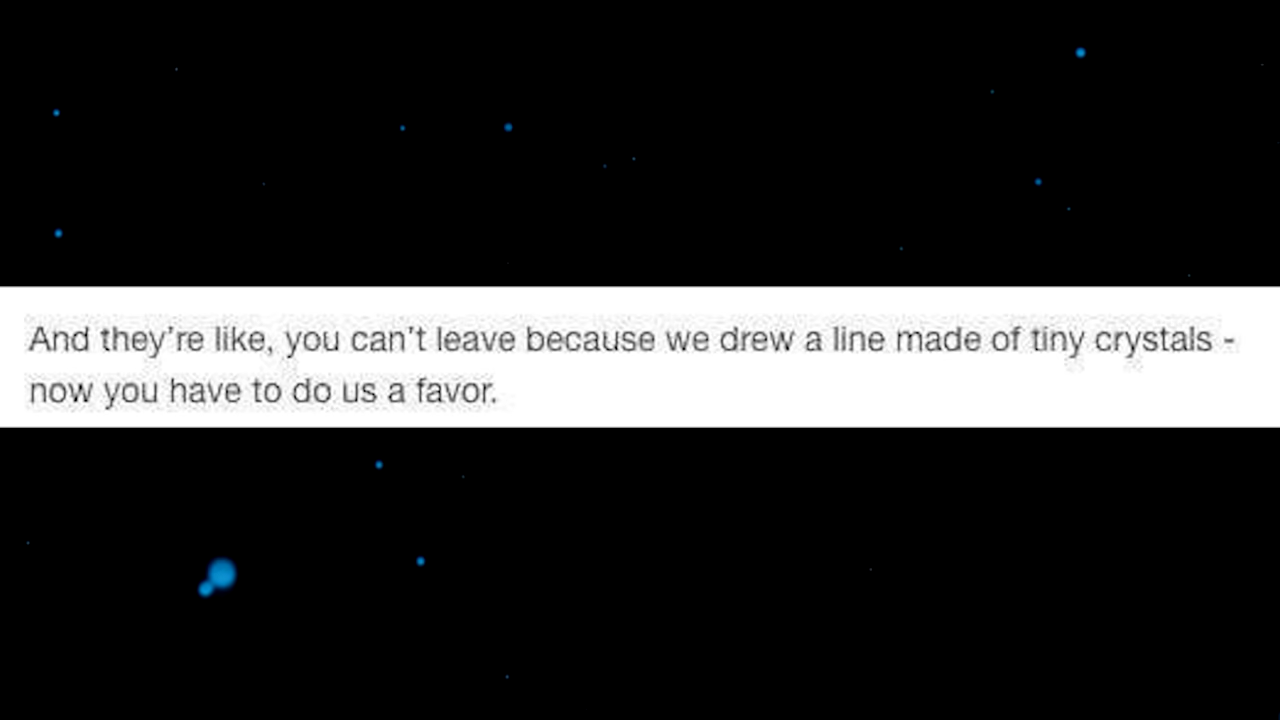 And they’re like, you can’t leave because we drew a line made of tiny crystals -
now you have to do us a favor.